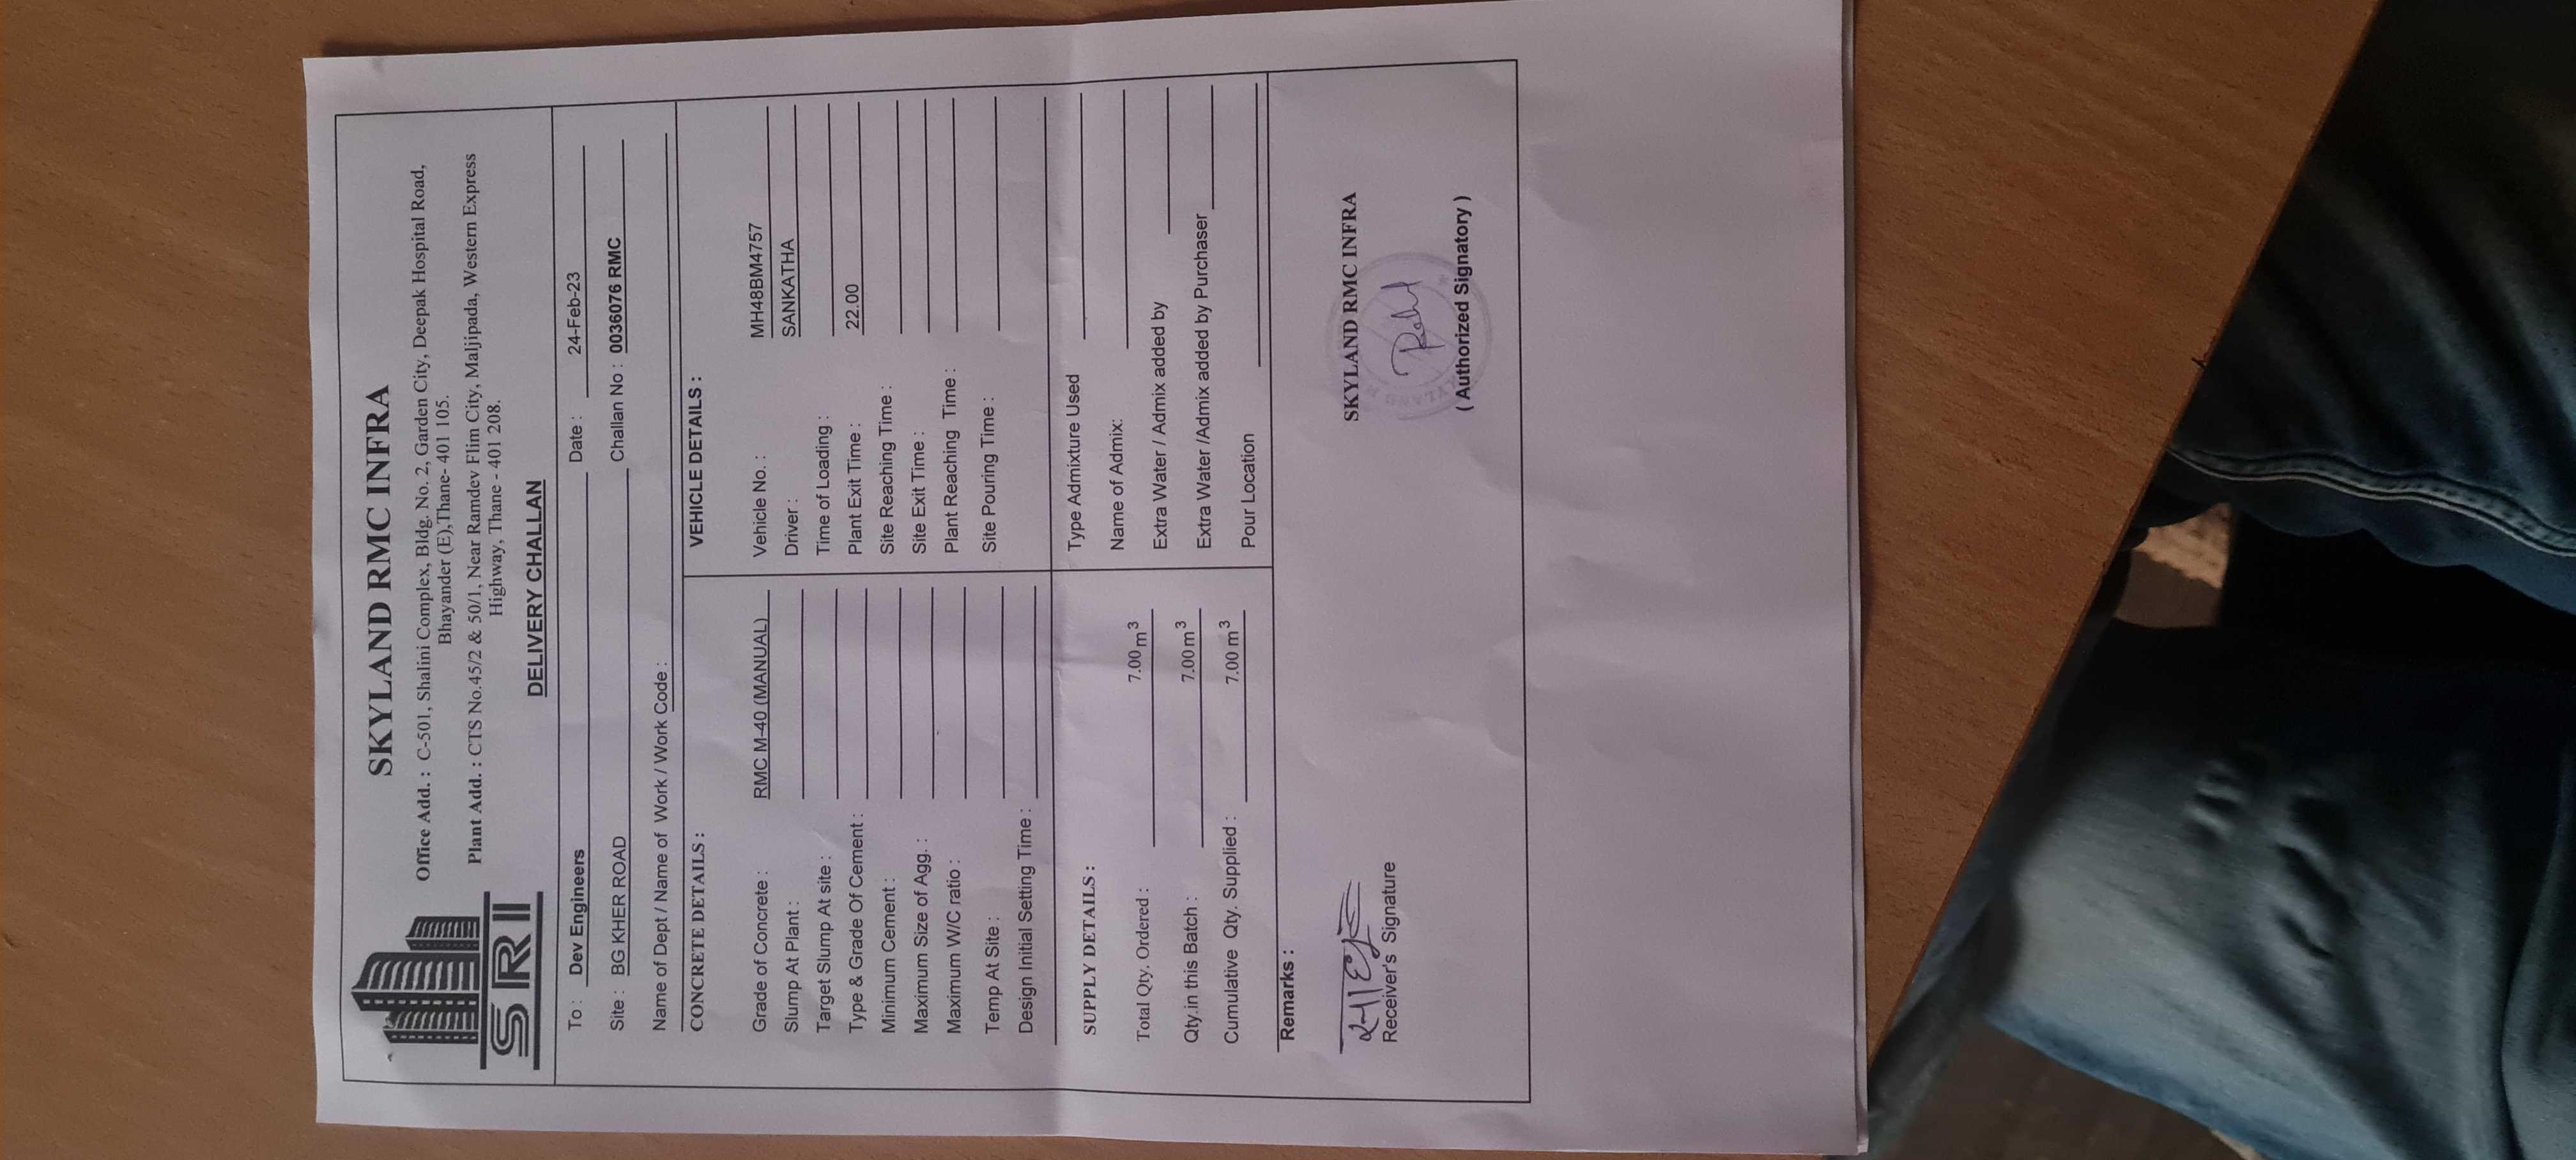 SKYLAND RMC INFRA
Office Add. : C-501, Shalini Complex, Bldg. No. 2, Garden City, Deepak Hospital Road,
Bhayander (E),Thane- 401 105.
Plant Add. : CTS No.45/2 & 50/1, Near Ramdev Flim City, Maljipada, Western Express
Highway, Thane - 401 208.
SRI
DELIVERY CHALLAN
To : Dev Engineers Date : 24-Feb-23
Site : BG KHER ROAD Challan No : 0036076 RMC
Name of Dept / Name of Work / Work Code :
CONCRETE DETAILS : VEHICLE DETAILS :
Grade of Concrete : RMC M-40 (MANUAL) Vehicle No. : MH48BM4757
Slump At Plant : Driver : SANKATHA
Target Slump At site : Time of Loading :
Type & Grade Of Cement : Plant Exit Time : 22.00
Minimum Cement : Site Reaching Time :
Maximum Size of Agg. : Site Exit Time :
Maximum W/C ratio : Plant Reaching Time :
Temp At Site : Site Pouring Time :
Design Initial Setting Time :
SUPPLY DETAILS : Type Admixture Used
Total Qty. Ordered : 7.00 m3 Name of Admix:
Extra Water / Admix added by
Qty.in this Batch : 7.00 m3 Extra Water /Admix added by Purchaser
Cumulative Qty. Supplied : 7.00 m3 Pour Location
Remarks :
SKYLAND RMC INFRA
Receiver's Signature
( Authorized Signatory )